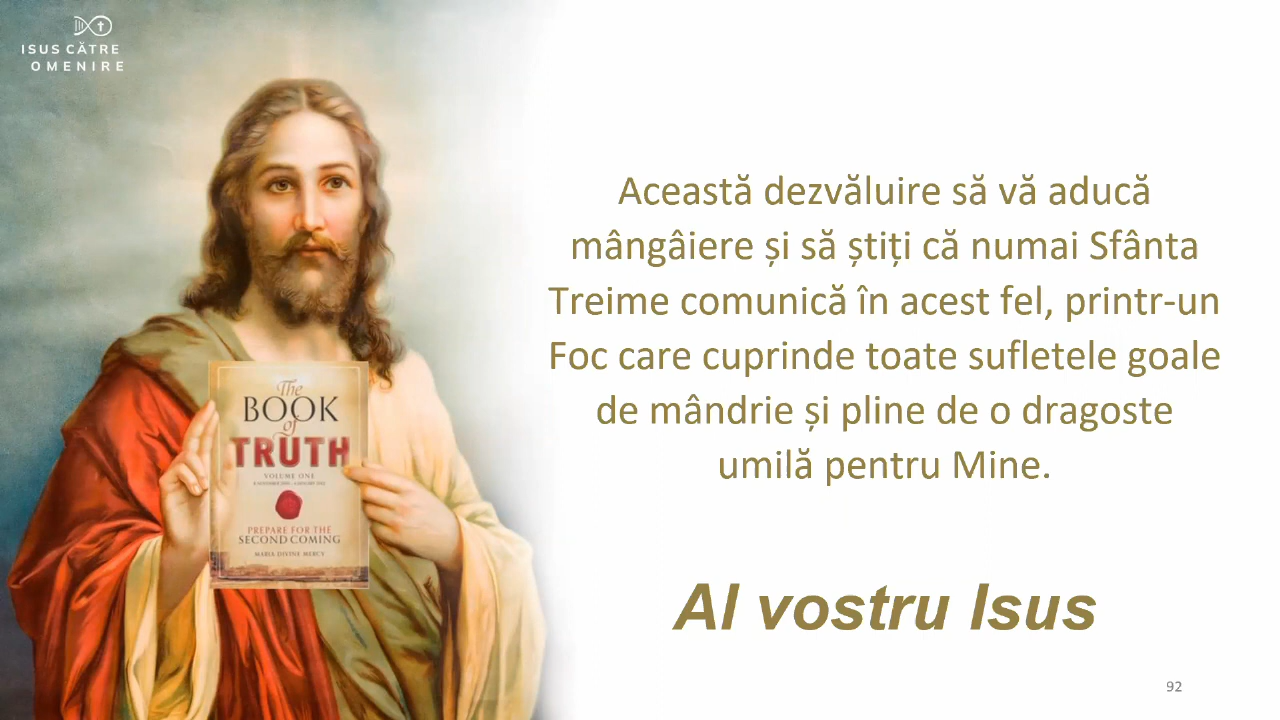 ISUS CĂTRE
OMENIRE
Această dezvăluire să vă aducă
mângâiere și să știți că numai Sfânta
Treime comunică în acest fel, printr-un
Foc care cuprinde toate sufletele goale
de mândrie și pline de o dragoste
umilă pentru Mine.
Al vostru Isus
The
BOOK
of
TRUTH
VOLUME ONE
PREPARE FOR THE
SECOND COMING
MARIA DIVINE MERCY
92